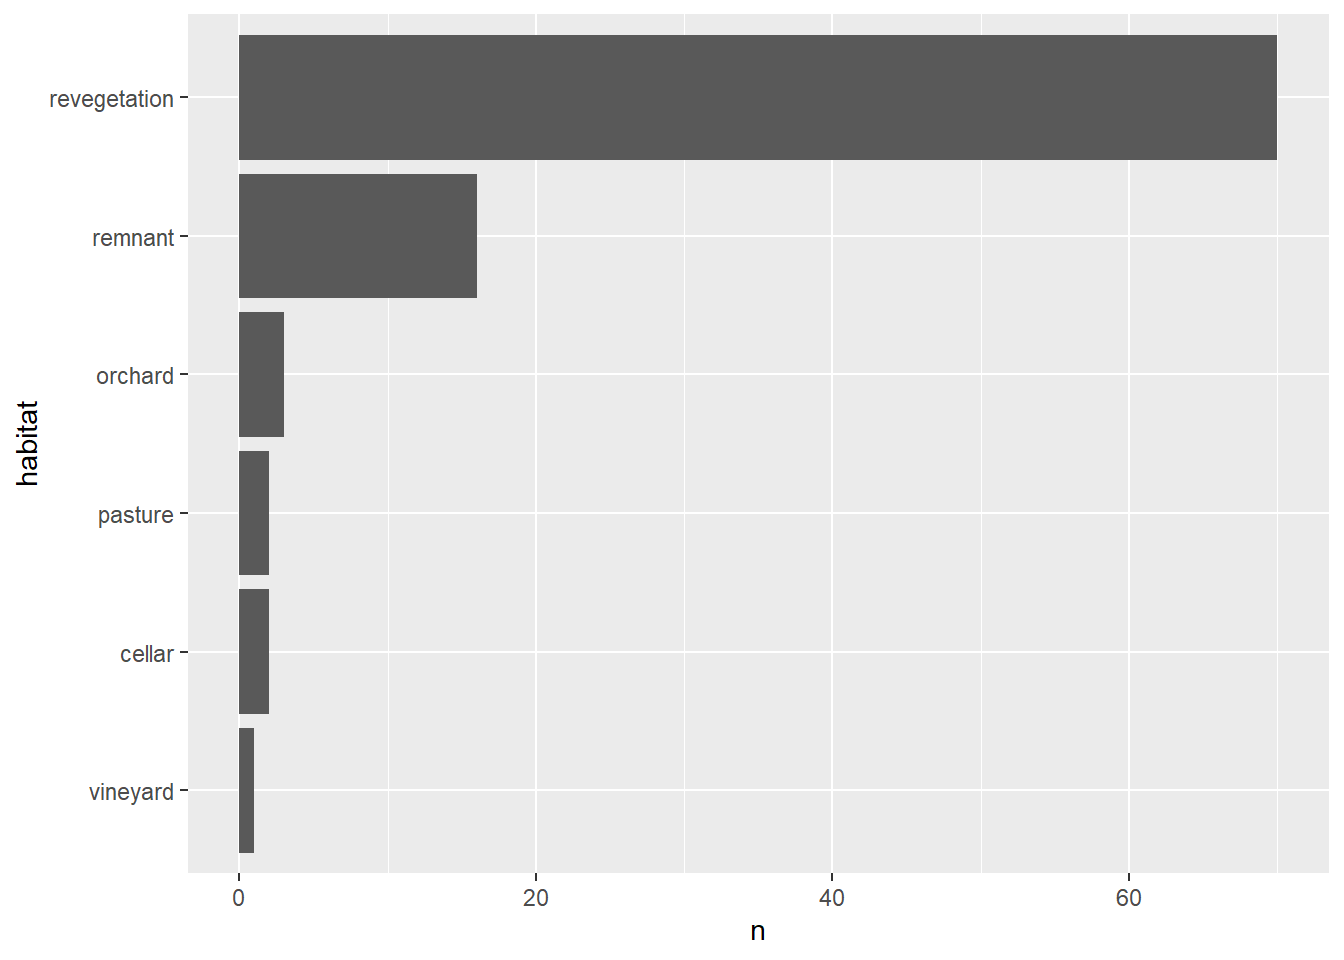 habitat
revegetation
remnant
orchard
pasture
cellar
vineyard
0 20 40 60
n